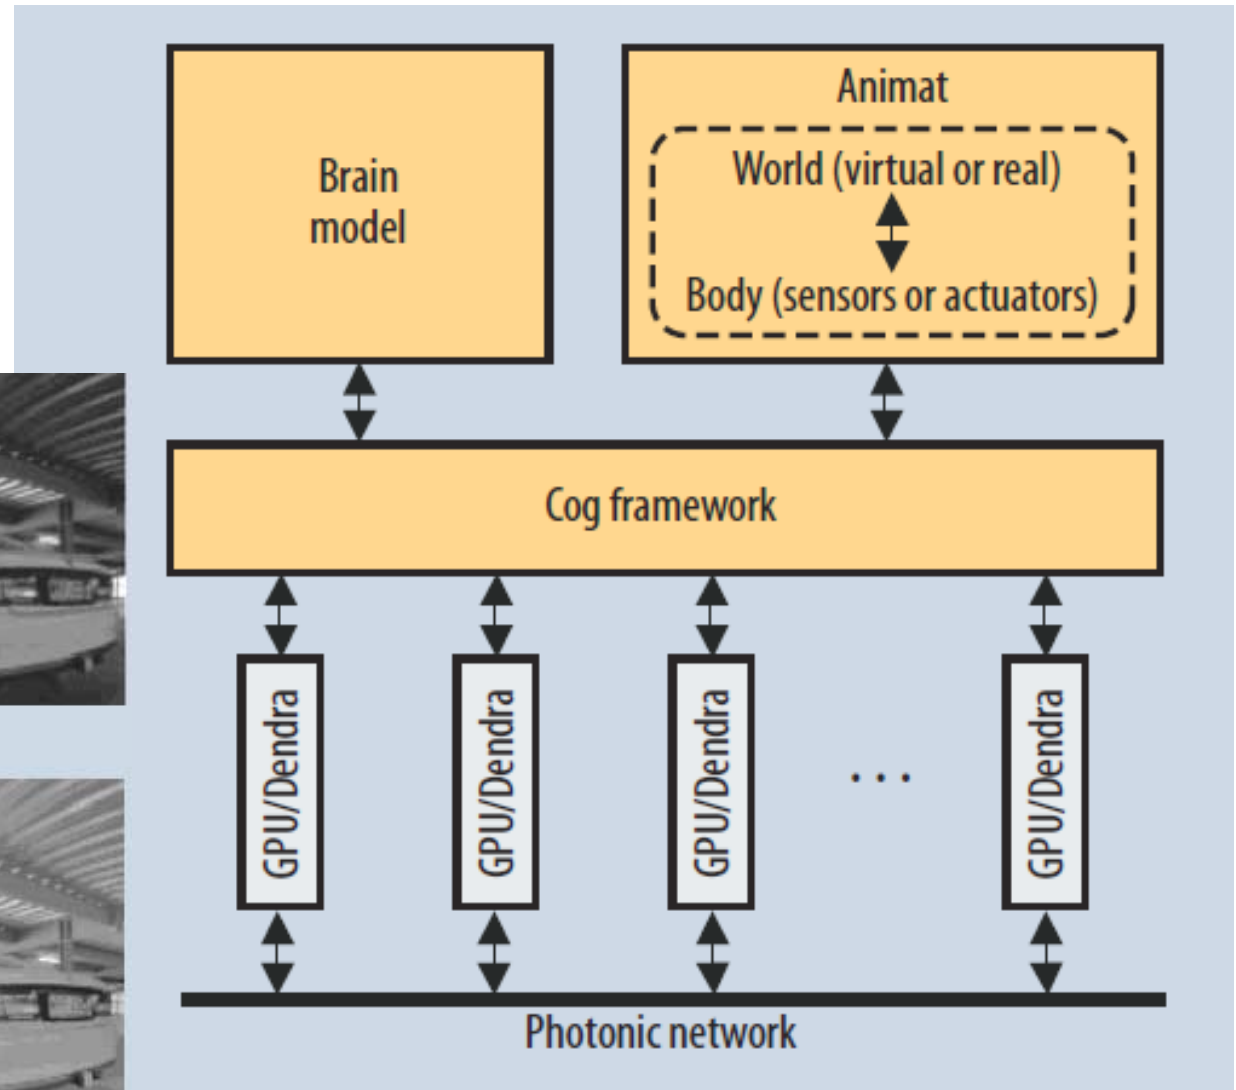 Brain
model
Animat
World (virtual or real)
Body (sensors or actuators)
Cog framework
GPU/Dendra
GPU/Dendra
GPU/Dendra
. . .
GPU/Dendra
Photonic network